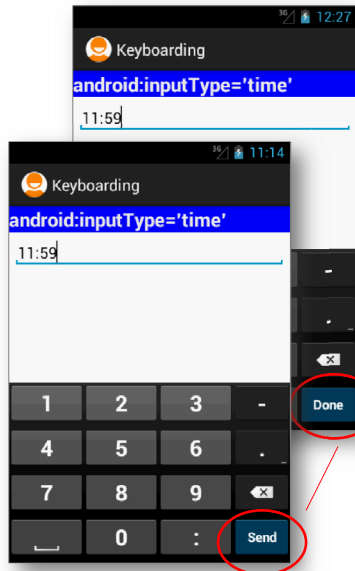 3G 12:27
Keyboarding
android:inputType='time'
11:59
3G 11:14
Keyboarding
android:inputType='time'
11:59
-
.
Done
1 2 3 -
4 5 6 . _
7 8 9
0 : Send